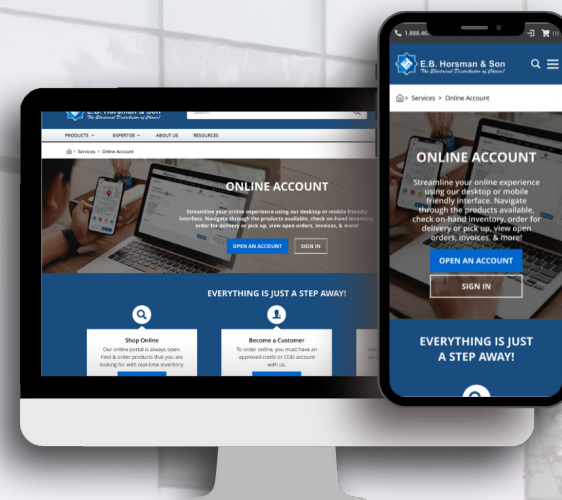 E.B. Horsman & Son
The Electrical Distributor of Choice!
Search
PRODUCTS
EXPERTISE
ABOUT US
RESOURCES
> Services > Online Account
ONLINE ACCOUNT
Streamline your online experience using our desktop or mobile friendly
interface. Navigate through the products available, check on-hand inventory,
order for delivery or pick up, view open orders, invoices, & more!
OPEN AN ACCOUNT
SIGN IN
EVERYTHING IS JUST A STEP AWAY!
Shop Online
Our online portal is always open.
Find & order products that you are
looking for with real-time inventory.
Become a Customer
To order online, you must have an
approved credit or COD account
with us.
1.888.467
E.B. Horsman & Son
The Electrical Distributor of Choice!
> Services > Online Account
ONLINE ACCOUNT
Streamline your online experience
using our desktop or mobile
friendly interface. Navigate
through the products available,
check on-hand inventory, order for
delivery or pick up, view open
orders, invoices, & more!
OPEN AN ACCOUNT
SIGN IN
EVERYTHING IS JUST
A STEP AWAY!